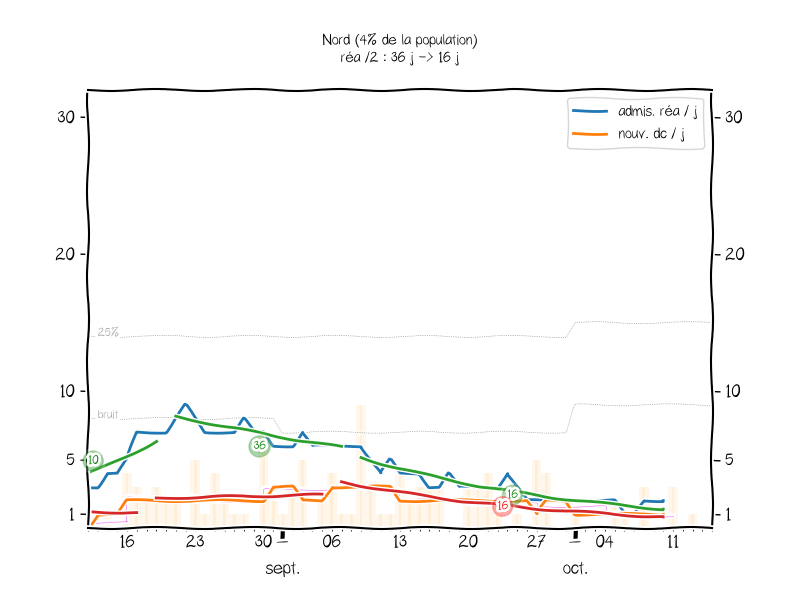 Nord (4% de la population)
réa /2 : 36 j -> 16 j
admis. réa / j
nouv. dc / j
30
30
20
20
25%
10
10
bruit
36
5
10
5
16
16
1
1
16 23 30 06 13 20 27 04 11
sept. oct.